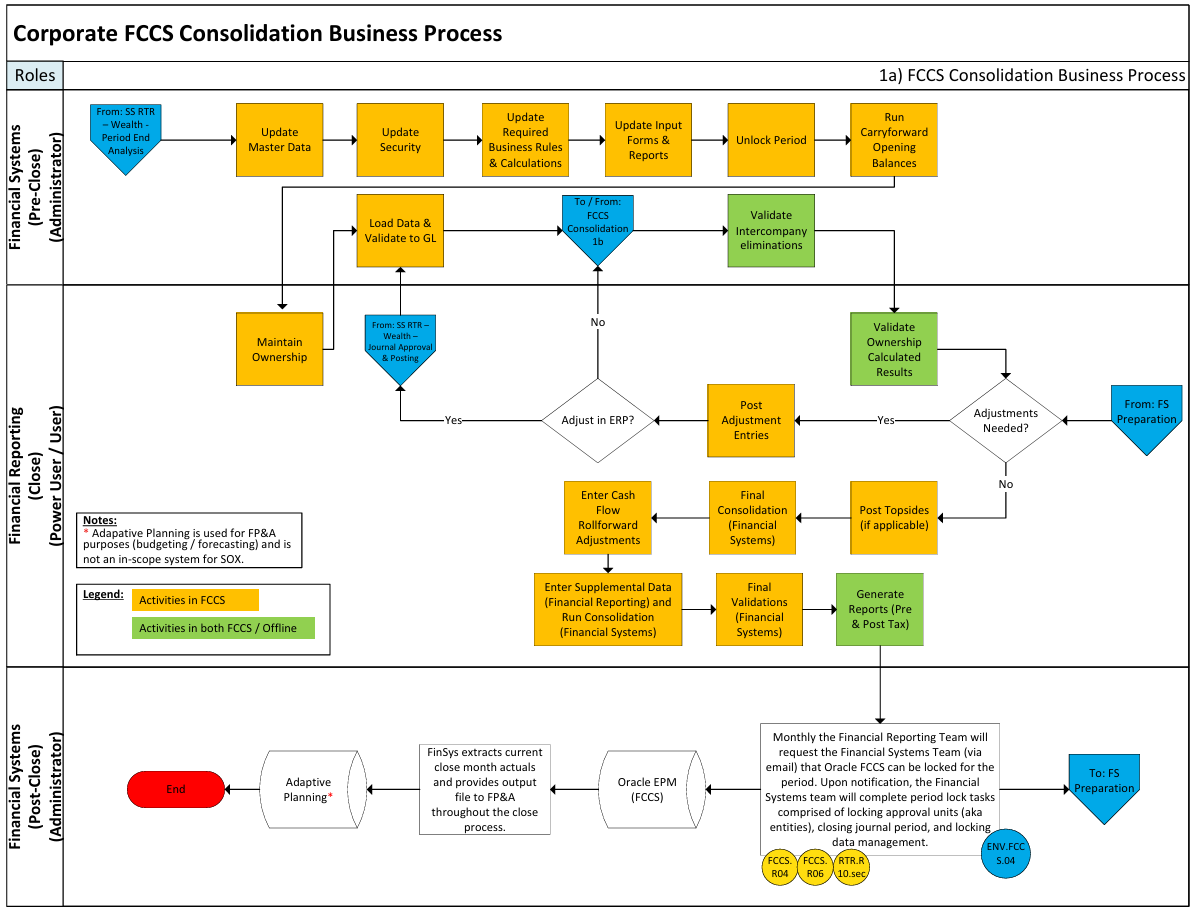 Corporate FCCS Consolidation Business Process
Roles
1a) FCCS Consolidation Business Process
Financial Systems
(Pre-Close)
(Administrator)
From: SS RTR
– Wealth -
Period End
Analysis
Update
Master Data
Update
Security
Update
Required
Business Rules
& Calculations
Update Input
Forms &
Reports
Unlock Period
Run
Carryforward
Opening
Balances
Load Data &
Validate to GL
To / From:
FCCS
Consolidation
1b
Validate
Intercompany
eliminations
Financial Reporting
(Close)
(Power User / User)
Maintain
Ownership
From: SS RTR –
Wealth –
Journal Approval
& Posting
No
Validate
Ownership
Calculated
Results
Yes
Adjust in ERP?
Post
Adjustment
Entries
Yes
Adjustments
Needed?
From: FS
Preparation
No
Enter Cash
Flow
Rollforward
Adjustments
Final
Consolidation
(Financial
Systems)
Post Topsides
(if applicable)
Notes:
* Adapative Planning is used for FP&A
purposes (budgeting / forecasting) and is
not an in-scope system for SOX.
Legend:
Activities in FCCS
Activities in both FCCS / Offline
Enter Supplemental Data
(Financial Reporting) and
Run Consolidation
(Financial Systems)
Final
Validations
(Financial
Systems)
Generate
Reports (Pre
& Post Tax)
Financial Systems
(Post-Close)
(Administrator)
End
Adaptive
Planning*
FinSys extracts current
close month actuals
and provides output
file to FP&A
throughout the close
process.
Oracle EPM
(FCCS)
Monthly the Financial Reporting Team will
request the Financial Systems Team (via
email) that Oracle FCCS can be locked for the
period. Upon notification, the Financial
Systems team will complete period lock tasks
comprised of locking approval units (aka
entities), closing journal period, and locking
data management.
To: FS
Preparation
FCCS.
R04
FCCS.
R06
RTR.R
10.sec
ENV.FCC
S.04